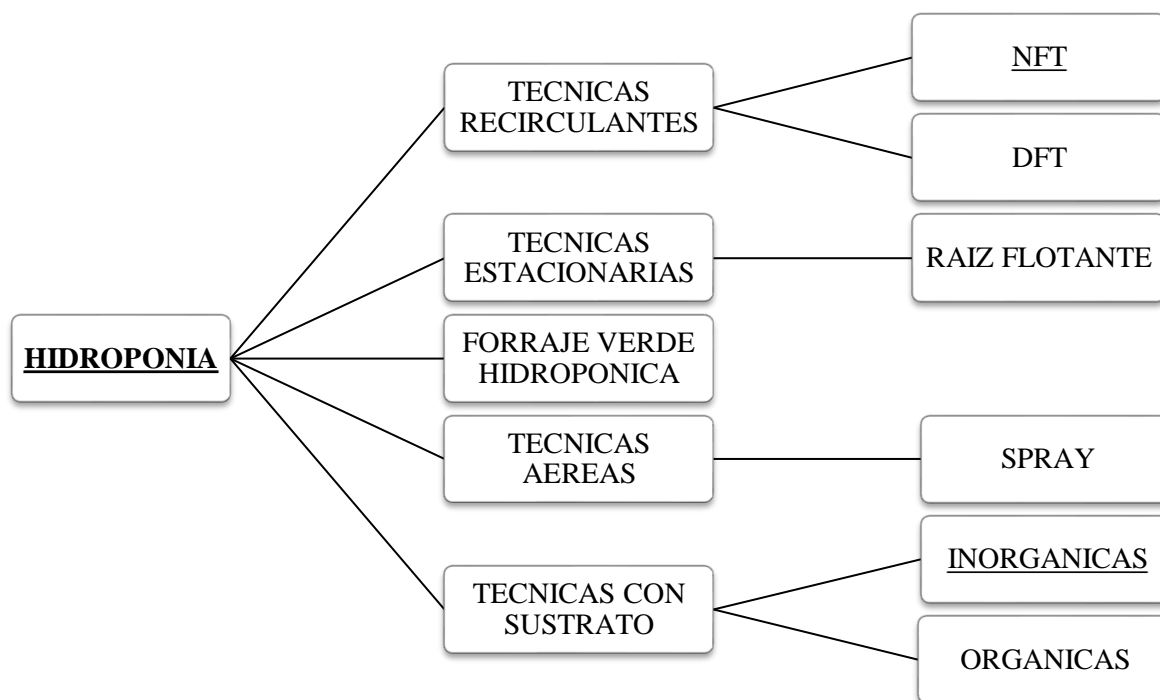 HIDROPONIA
TECNICAS
RECIRCULANTES
NFT
DFT
TECNICAS
ESTACIONARIAS
RAIZ FLOTANTE
FORRAJE VERDE
HIDROPONICA
TECNICAS
AÈREAS
SPRAY
TECNICAS CON
SUSTRATO
INORGANICAS
ORGANICAS